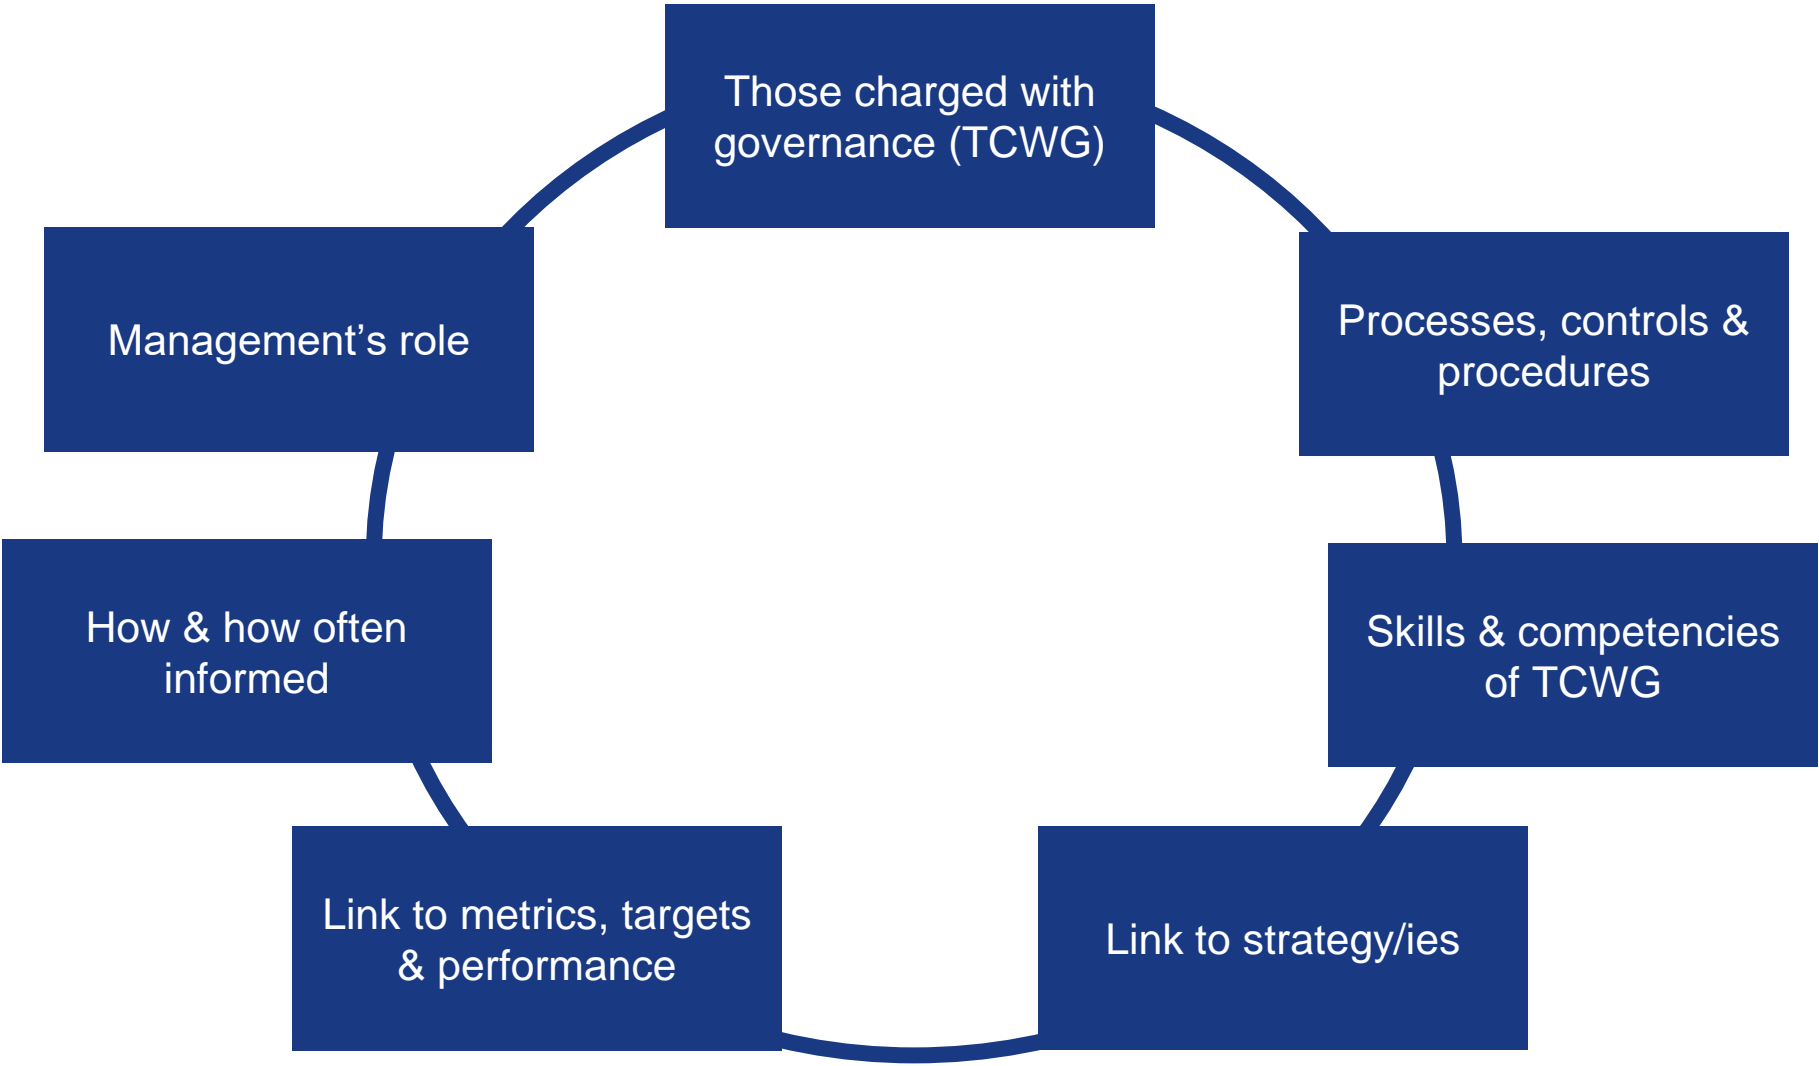 Those charged with
governance (TCWG)
Processes, controls &
procedures
Skills & competencies
of TCWG
Link to strategy/ies
Link to metrics, targets
& performance
How & how often
informed
Management’s role